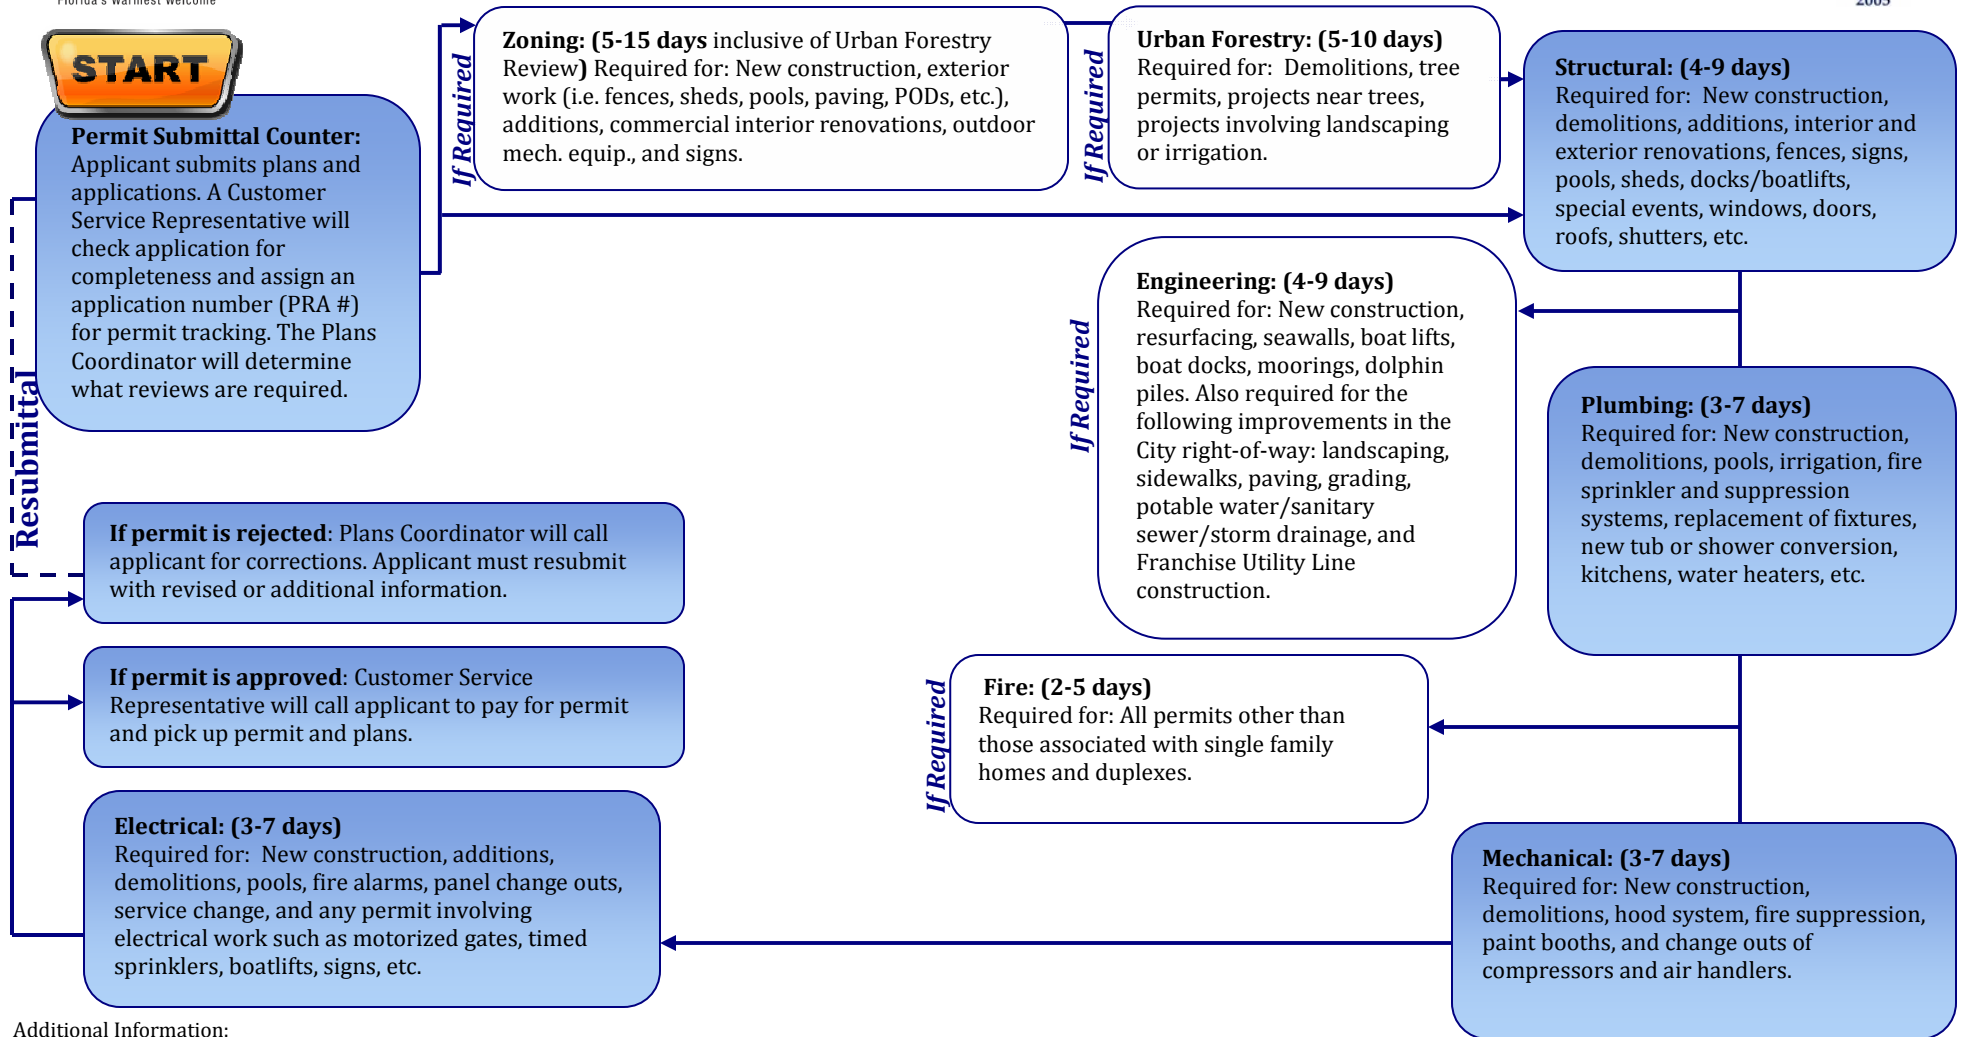 Florida's Warmest Welcome
2005
START
Permit Submittal Counter:
Applicant submits plans and
applications. A Customer
Service Representative will
check application for
completeness and assign an
application number (PRA #)
for permit tracking. The Plans
Coordinator will determine
what reviews are required.
If Required
Zoning: (5-15 days inclusive of Urban Forestry
Review) Required for: New construction, exterior
work (i.e. fences, sheds, pools, paving, PODs, etc.),
additions, commercial interior renovations, outdoor
mech. equip., and signs.
If Required
Urban Forestry: (5-10 days)
Required for: Demolitions, tree
permits, projects near trees,
projects involving landscaping
or irrigation.
Structural: (4-9 days)
Required for: New construction,
demolitions, additions, interior and
exterior renovations, fences, signs,
pools, sheds, docks/boatlifts,
special events, windows, doors,
roofs, shutters, etc.
If Required
Engineering: (4-9 days)
Required for: New construction,
resurfacing, seawalls, boat lifts,
boat docks, moorings, dolphin
piles. Also required for the
following improvements in the
City right-of-way: landscaping,
sidewalks, paving, grading,
potable water/sanitary
sewer/storm drainage, and
Franchise Utility Line
construction.
Plumbing: (3-7 days)
Required for: New construction,
demolitions, pools, irrigation, fire
sprinkler and suppression
systems, replacement of fixtures,
new tub or shower conversion,
kitchens, water heaters, etc.
If Required
Fire: (2-5 days)
Required for: All permits other than
those associated with single family
homes and duplexes.
Mechanical: (3-7 days)
Required for: New construction,
demolitions, hood system, fire suppression,
paint booths, and change outs of
compressors and air handlers.
Electrical: (3-7 days)
Required for: New construction, additions,
demolitions, pools, fire alarms, panel change outs,
service change, and any permit involving
electrical work such as motorized gates, timed
sprinklers, boatlifts, signs, etc.
If permit is approved: Customer Service
Representative will call applicant to pay for permit
and pick up permit and plans.
If permit is rejected: Plans Coordinator will call
applicant for corrections. Applicant must resubmit
with revised or additional information.
Resubmittal
Additional Information: